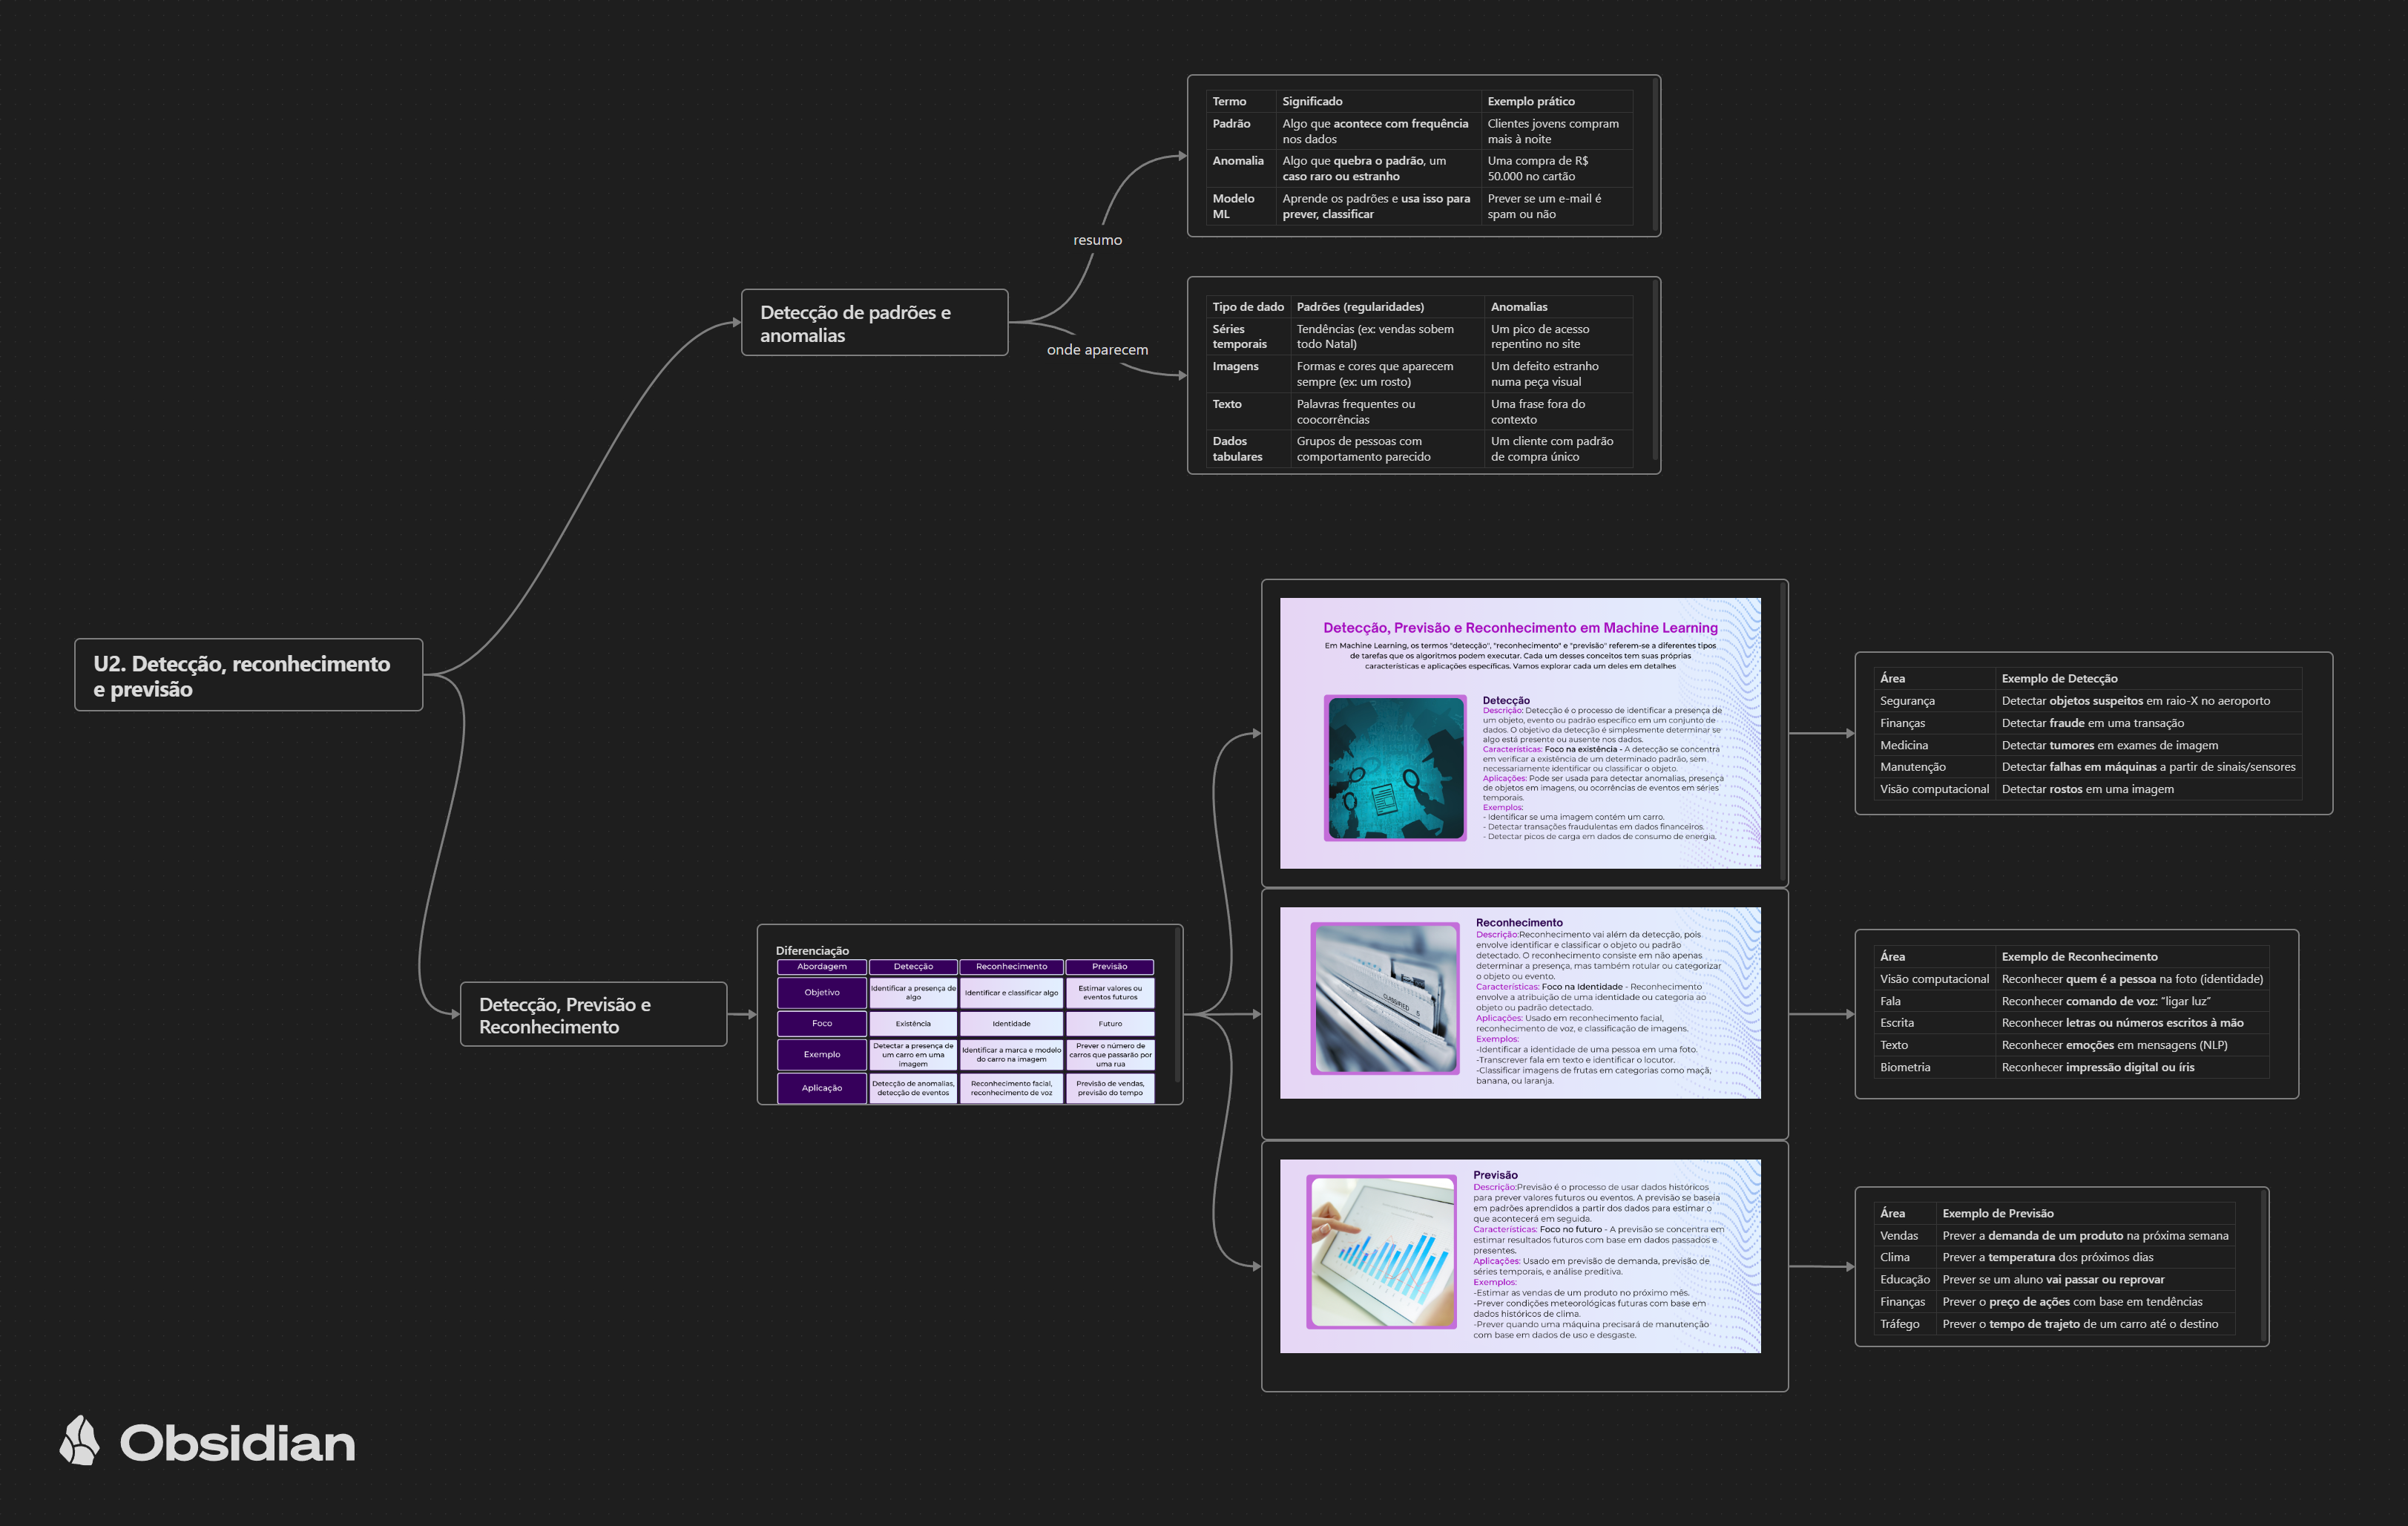 Termo Significado Exemplo prático
Padrão Algo que acontece com frequência nos dados Clientes jovens compram mais à noite
Anomalia Algo que quebra o padrão, um caso raro ou estranho Uma compra de R$ 50.000 no cartão
Modelo ML Aprende os padrões e usa isso para prever, classificar Prever se um e-mail é spam ou não
resumo
Detecção de padrões e
anomalias
onde aparecem
Tipo de dado Padrões (regularidades) Anomalias
Séries temporais Tendências (ex: vendas sobem todo Natal) Um pico de acesso repentino no site
Imagens Formas e cores que aparecem sempre (ex: um rosto) Um defeito estranho numa peça visual
Texto Palavras frequentes ou coocorrências Uma frase fora do contexto
Dados tabulares Grupos de pessoas com comportamento parecido Um cliente com padrão de compra único
U2. Detecção, reconhecimento
e previsão
Detecção, Previsão e
Reconhecimento
Diferenciação
Abordagem Detecção Reconhecimento Previsão
Objetivo Identificar a presença de algo Identificar e classificar algo Estimar valores ou eventos futuros
Foco Existência Identidade Futuro
Exemplo Detectar a presença de um carro em uma imagem Identificar a marca e modelo do carro na imagem Prever o número de carros que passarão por uma rua
Aplicação Detecção de anomalias, detecção de eventos Reconhecimento facial, reconhecimento de voz Previsão de vendas, previsão do tempo
Detecção, Previsão e Reconhecimento em Machine Learning
Em Machine Learning, os termos "detecção", "reconhecimento" e "previsão" referem-se a diferentes tipos
de tarefas que os algoritmos podem executar. Cada um desses conceitos tem suas próprias
características e aplicações específicas. Vamos explorar cada um deles em detalhes
Detecção
Descrição: Detecção é o processo de identificar a presença de
um objeto, evento ou padrão específico em um conjunto de
dados. O objetivo da detecção é simplesmente determinar se
algo está presente ou ausente nos dados.
Características: Foco na existência - A detecção se concentra
em verificar a existência de um determinado padrão, sem
necessariamente identificar ou classificar o objeto.
Aplicações: Pode ser usada para detectar anomalias, presença
de objetos em imagens, ou ocorrências de eventos em séries
temporais.
Exemplos:
- Identificar se uma imagem contém um carro.
- Detectar transações fraudulentas em dados financeiros.
- Detectar picos de carga em dados de consumo de energia.
Área Exemplo de Detecção
Segurança Detectar objetos suspeitos em raio-X no aeroporto
Finanças Detectar fraude em uma transação
Medicina Detectar tumores em exames de imagem
Manutenção Detectar falhas em máquinas a partir de sinais/sensores
Visão computacional Detectar rostos em uma imagem
CLASSIFIED
Reconhecimento
Descrição:Reconhecimento vai além da detecção, pois
envolve identificar e classificar o objeto ou padrão
detectado. O reconhecimento consiste em não apenas
determinar a presença, mas também rotular ou categorizar
o objeto ou evento.
Características: Foco na Identidade - Reconhecimento
envolve a atribuição de uma identidade ou categoria ao
objeto ou padrão detectado.
Aplicações: Usado em reconhecimento facial,
reconhecimento de voz, e classificação de imagens.
Exemplos:
-Identificar a identidade de uma pessoa em uma foto.
-Transcrever fala em texto e identificar o locutor.
-Classificar imagens de frutas em categorias como maçã,
banana, ou laranja.
Área Exemplo de Reconhecimento
Visão computacional Reconhecer quem é a pessoa na foto (identidade)
Fala Reconhecer comando de voz: "ligar luz"
Escrita Reconhecer letras ou números escritos à mão
Texto Reconhecer emoções em mensagens (NLP)
Biometria Reconhecer impressão digital ou íris
Previsão
Descrição:Previsão é o processo de usar dados históricos
para prever valores futuros ou eventos. A previsão se baseia
em padrões aprendidos a partir dos dados para estimar o
que acontecerá em seguida.
Características: Foco no futuro - A previsão se concentra em
estimar resultados futuros com base em dados passados e
presentes.
Aplicações: Usado em previsão de demanda, previsão de
séries temporais, e análise preditiva.
Exemplos:
-Estimar as vendas de um produto no próximo mês.
-Prever condições meteorológicas futuras com base em
dados históricos de clima.
-Prever quando uma máquina precisará de manutenção
com base em dados de uso e desgaste.
Área Exemplo de Previsão
Vendas Prever a demanda de um produto na próxima semana
Clima Prever a temperatura dos próximos dias
Educação Prever se um aluno vai passar ou reprovar
Finanças Prever o preço de ações com base em tendências
Tráfego Prever o tempo de trajeto de um carro até o destino
Obsidian